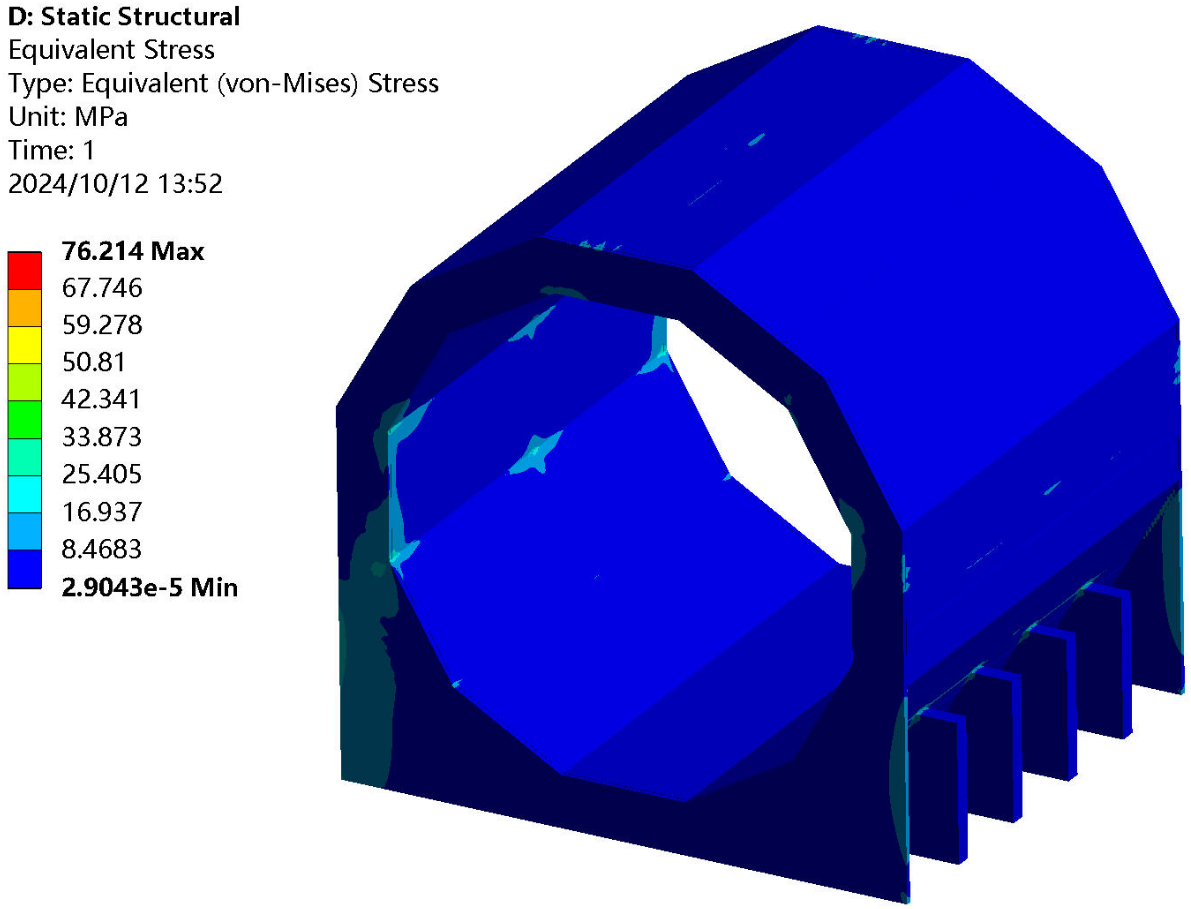 D: Static Structural
Equivalent Stress
Type: Equivalent (von-Mises) Stress
Unit: MPa
Time: 1
2024/10/12 13:52
76.214 Max
67.746
59.278
50.81
42.341
33.873
25.405
16.937
8.4683
2.9043e-5 Min